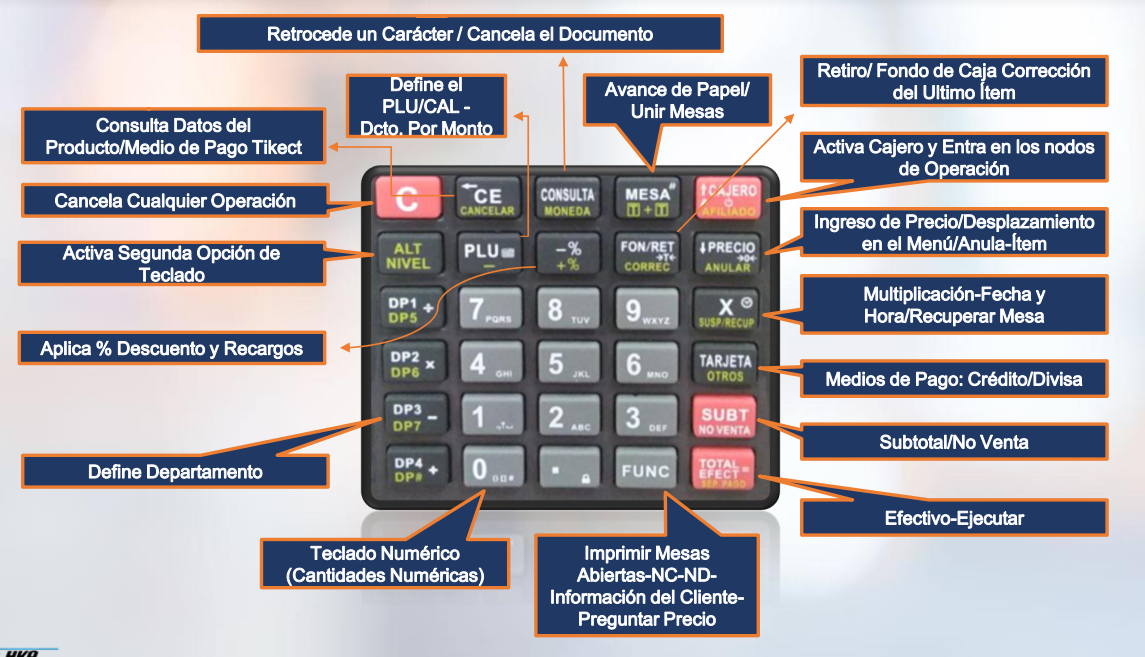 Retrocede un Carácter / Cancela el Documento
Define el
PLU/CAL -
Dcto. Por Monto
Avance de Papel/
Unir Mesas
Retiro/ Fondo de Caja Corrección
del Ultimo Ítem
Consulta Datos del
Producto/Medio de Pago Tikect
Activa Cajero y Entra en los nodos
de Operación
Cancela Cualquier Operación
Ingreso de Precio/Desplazamiento
en el Menú/Anula-Ítem
Activa Segunda Opción de
Teclado
Multiplicación-Fecha y
Hora/Recuperar Mesa
Aplica % Descuento y Recargos
Medios de Pago: Crédito/Divisa
Subtotal/No Venta
Define Departamento
Efectivo-Ejecutar
Teclado Numérico
(Cantidades Numéricas)
Imprimir Mesas
Abiertas-NC-ND-
Información del Cliente-
Preguntar Precio
C
CE
CANCELAR
CONSULTA
MONEDA
MESA #
T + T
CAJERO
AFILIADO
ALT
NIVEL
PLU
–
–%
+%
FON/RET
→T←
CORREC
PRECIO
→0←
ANULAR
DP1 +
DP5
7 PQRS
8 TUV
9 WXYZ
X
SUSP/RECUP
DP2 x
DP6
4 GHI
5 JKL
6 MNO
TARJETA
OTROS
DP3 –
DP7
1
2 ABC
3 DEF
SUBT
NO VENTA
DP4 +
DP#
0
.
FUNC
TOTAL =
EFECT
SEP.PAGO
HKA